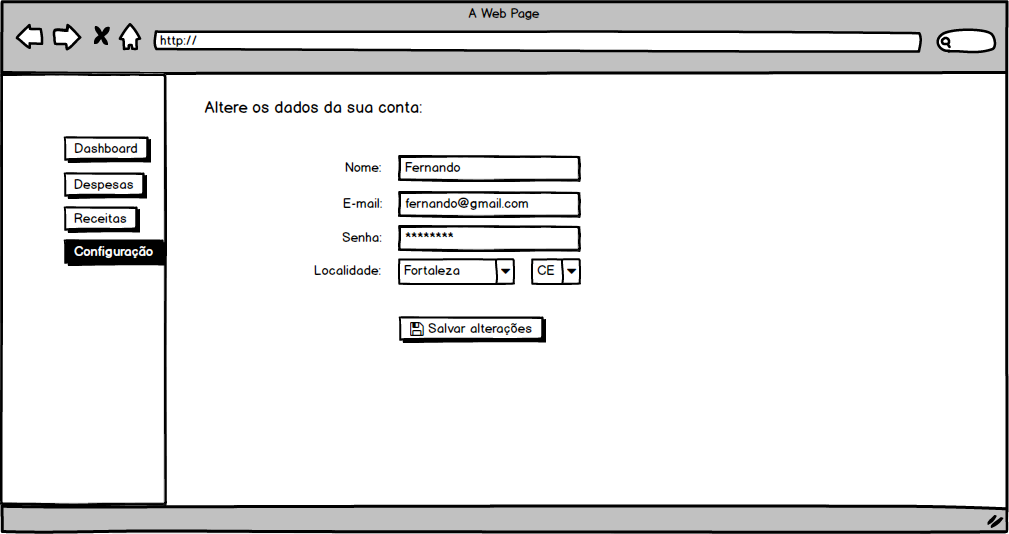 A Web Page
http://
Altere os dados da sua conta:
Dashboard
Despesas
Receitas
Configuração
Nome: Fernando
E-mail: fernando@gmail.com
Senha: ********
Localidade: Fortaleza CE
Salvar alterações